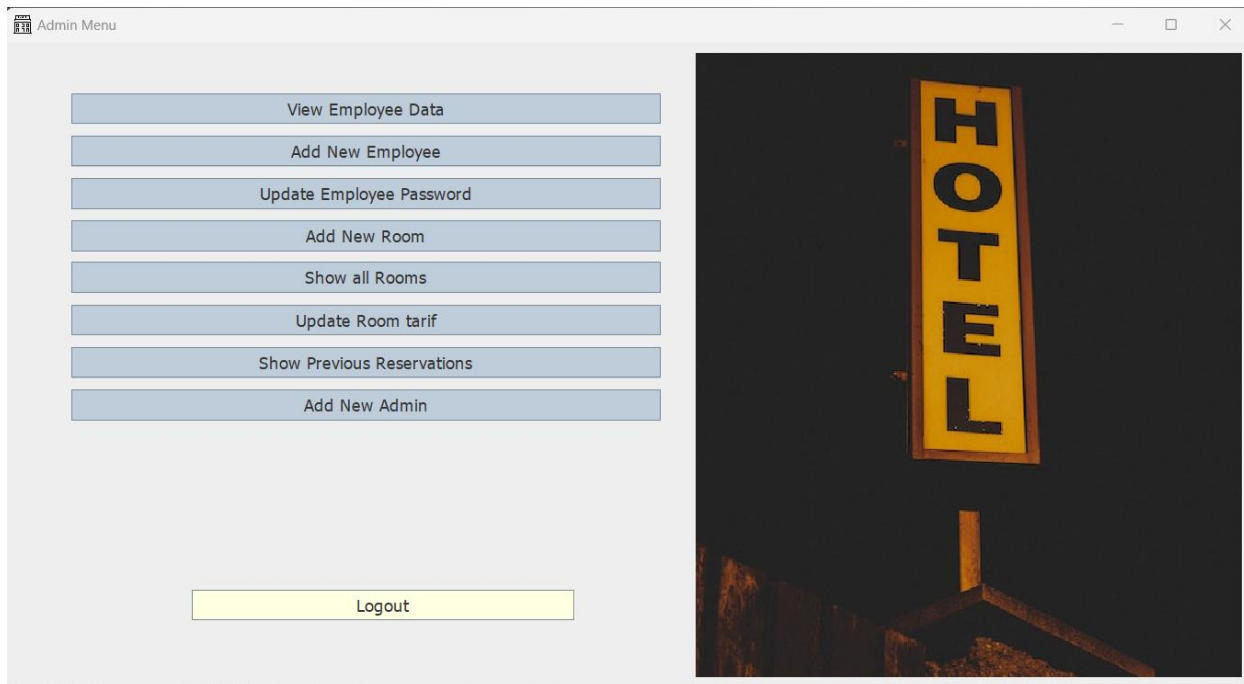 Admin Menu
View Employee Data
Add New Employee
Update Employee Password
Add New Room
Show all Rooms
Update Room tarif
Show Previous Reservations
Add New Admin
Logout
HOTEL